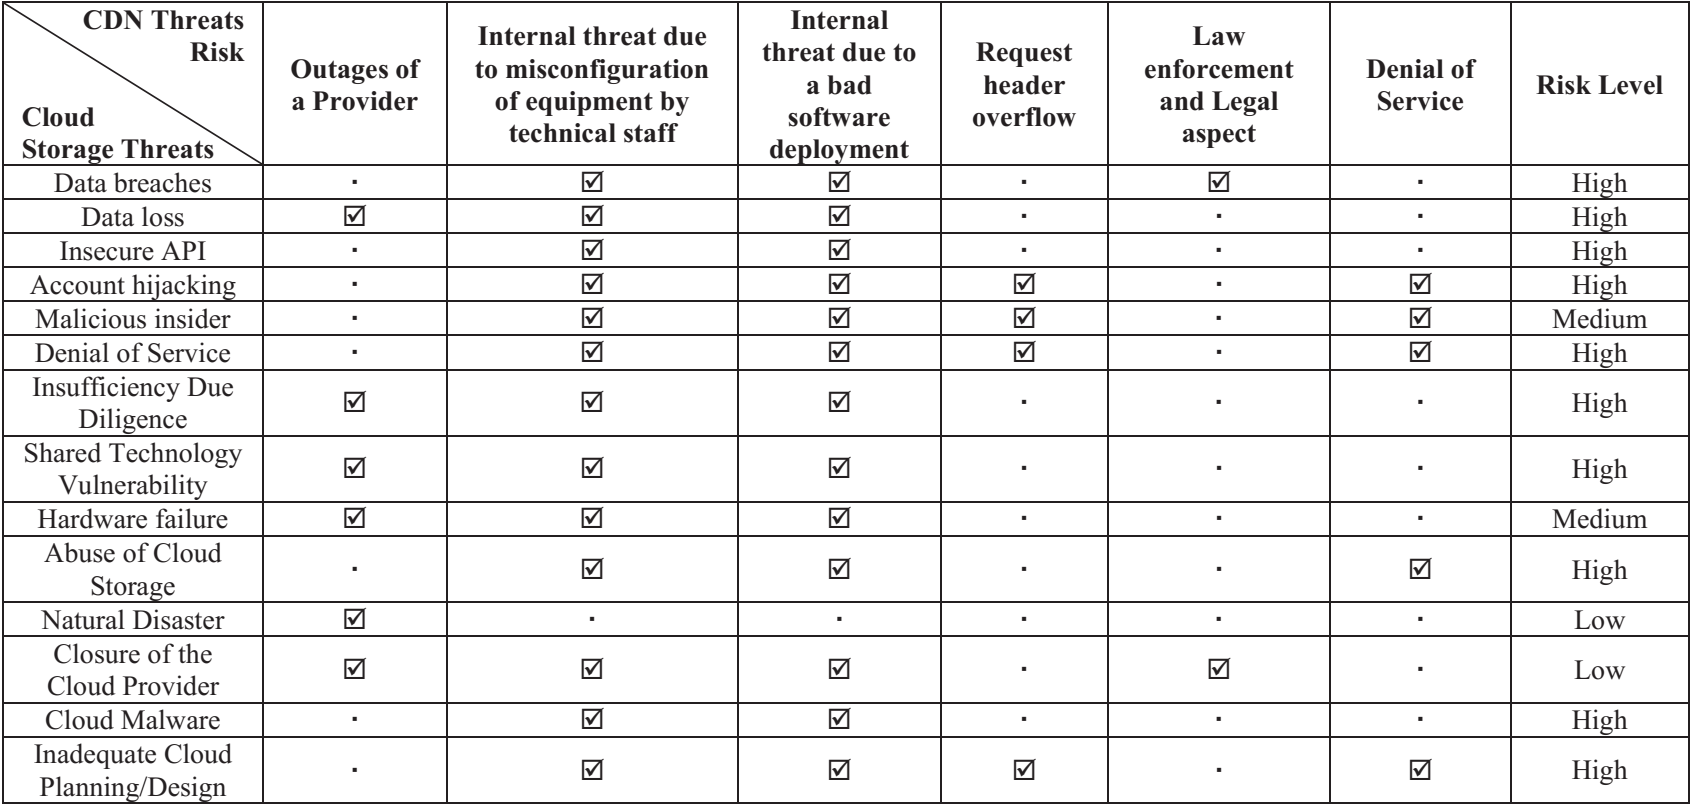 CDN Threats
Risk
Cloud
Storage Threats
Outages of
a Provider
Internal threat due
to misconfiguration
of equipment by
technical staff
Internal
threat due to
a bad
software
deployment
Request
header
overflow
Law
enforcement
and Legal
aspect
Denial of
Service
Risk Level
Data breaches · ☑ ☑ · ☑ · High
Data loss ☑ ☑ ☑ · · · High
Insecure API · ☑ ☑ · · · High
Account hijacking · ☑ ☑ ☑ · ☑ High
Malicious insider · ☑ ☑ ☑ · ☑ Medium
Denial of Service · ☑ ☑ ☑ · ☑ High
Insufficiency Due
Diligence ☑ ☑ ☑ · · · High
Shared Technology
Vulnerability ☑ ☑ ☑ · · · High
Hardware failure ☑ ☑ ☑ · · · Medium
Abuse of Cloud
Storage · ☑ ☑ · · ☑ High
Natural Disaster ☑ · · · · · Low
Closure of the
Cloud Provider ☑ ☑ ☑ · ☑ · Low
Cloud Malware · ☑ ☑ · · · High
Inadequate Cloud
Planning/Design · ☑ ☑ ☑ · ☑ High